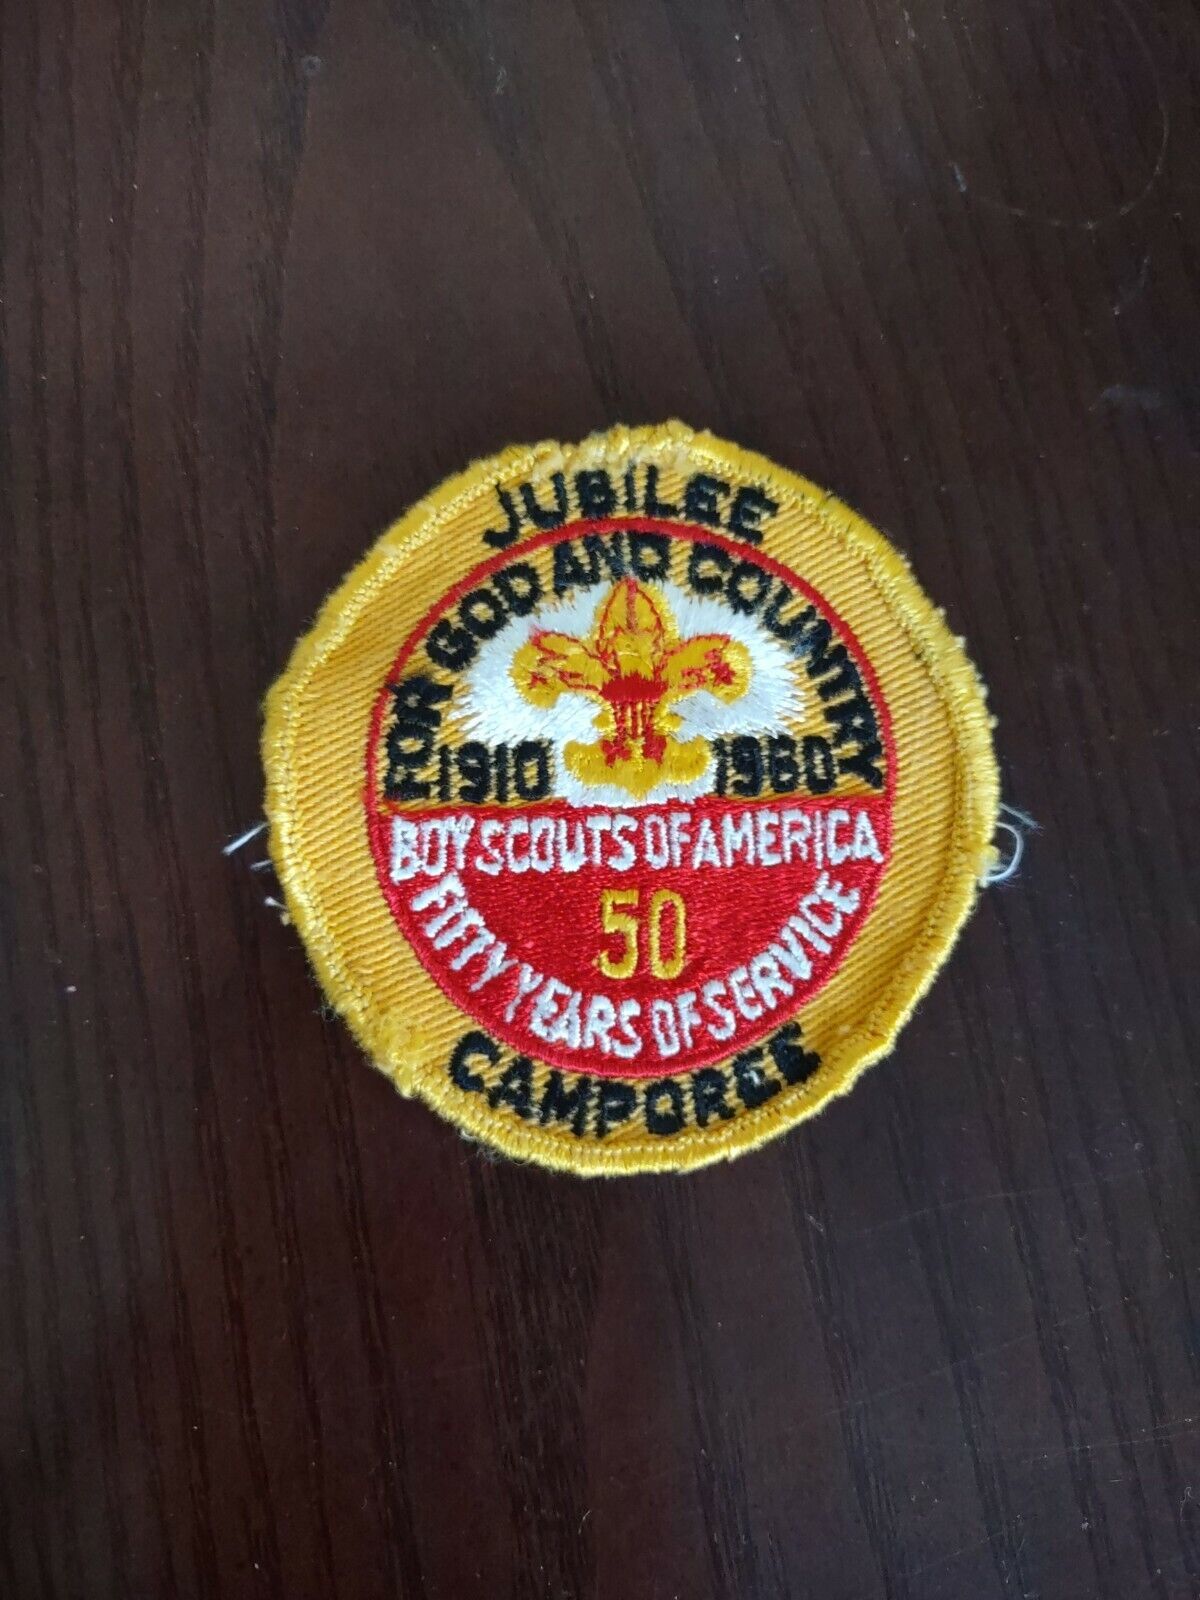 JUBILEE
FOR GOD AND COUNTRY
1910 1960
BOY SCOUTS OF AMERICA
50
FIFTY YEARS OF SERVICE
CAMPOREE